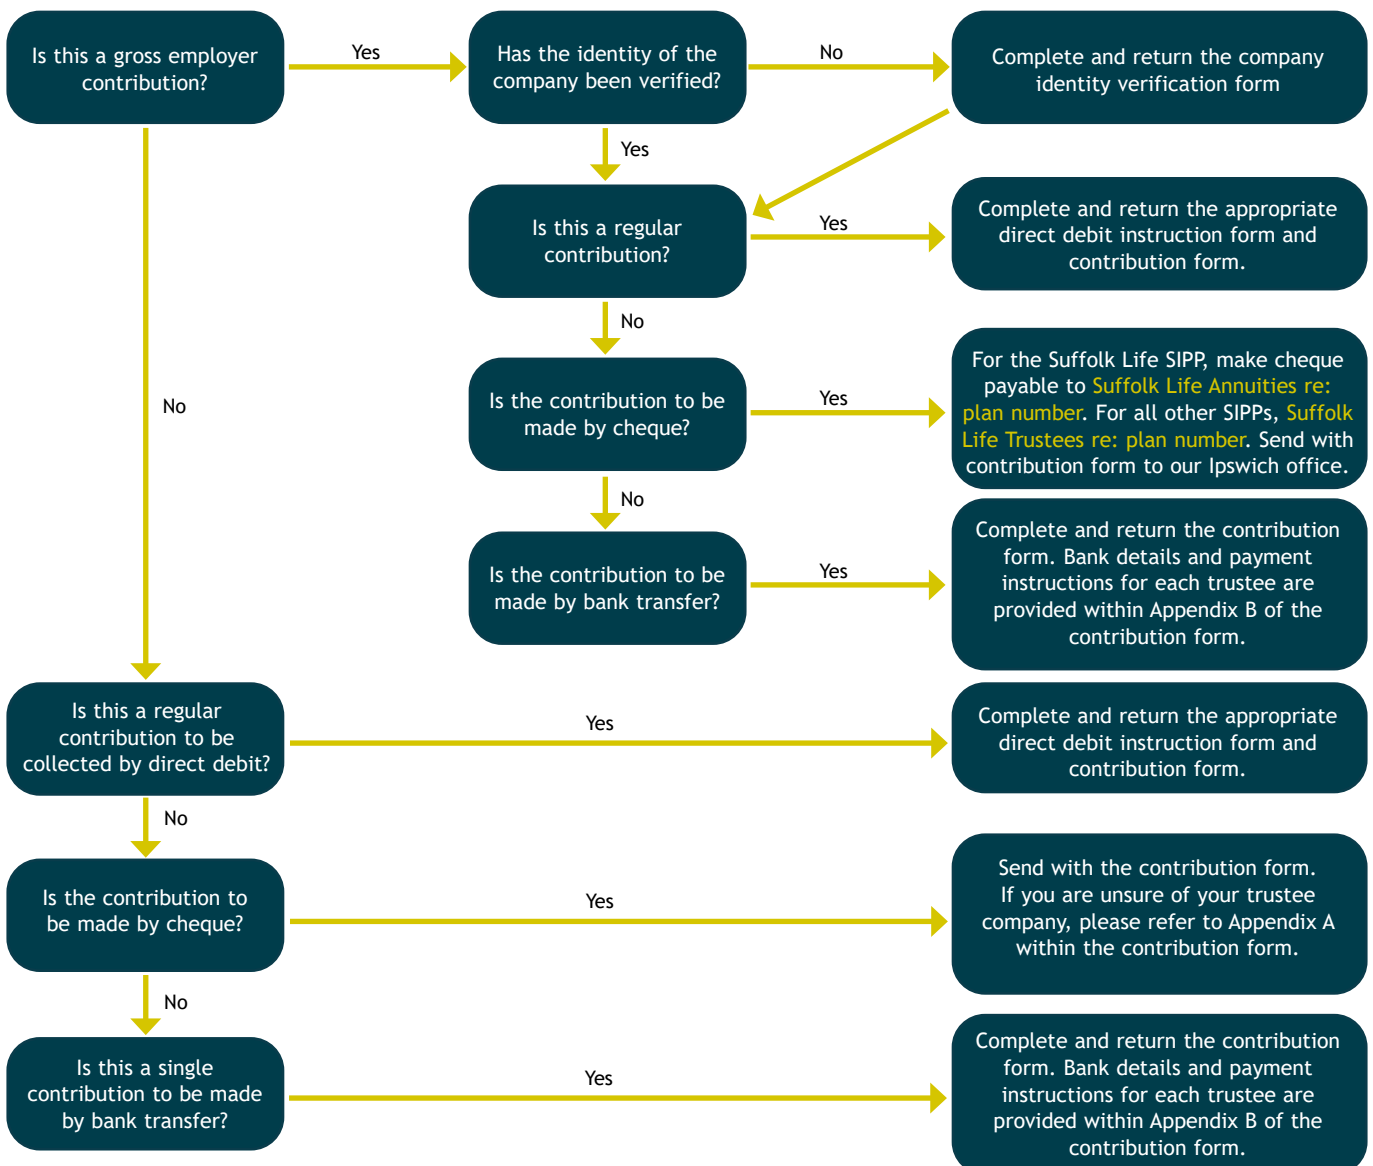 Is this a gross employer
contribution?
Yes
Has the identity of the
company been verified?
No
Complete and return the company
identity verification form
Yes
Is this a regular
contribution?
Yes
Complete and return the appropriate
direct debit instruction form and
contribution form.
No
Is the contribution to be
made by cheque?
Yes
For the Suffolk Life SIPP, make cheque
payable to Suffolk Life Annuities re:
plan number. For all other SIPPs, Suffolk
Life Trustees re: plan number. Send with
contribution form to our Ipswich office.
No
No
Is the contribution to be
made by bank transfer?
Yes
Complete and return the contribution
form. Bank details and payment
instructions for each trustee are
provided within Appendix B of the
contribution form.
Is this a regular
contribution to be
collected by direct debit?
Yes
Complete and return the appropriate
direct debit instruction form and
contribution form.
No
Is the contribution to
be made by cheque?
Yes
Send with the contribution form.
If you are unsure of your trustee
company, please refer to Appendix A
within the contribution form.
No
Is this a single
contribution to be made
by bank transfer?
Yes
Complete and return the contribution
form. Bank details and payment
instructions for each trustee are
provided within Appendix B of the
contribution form.